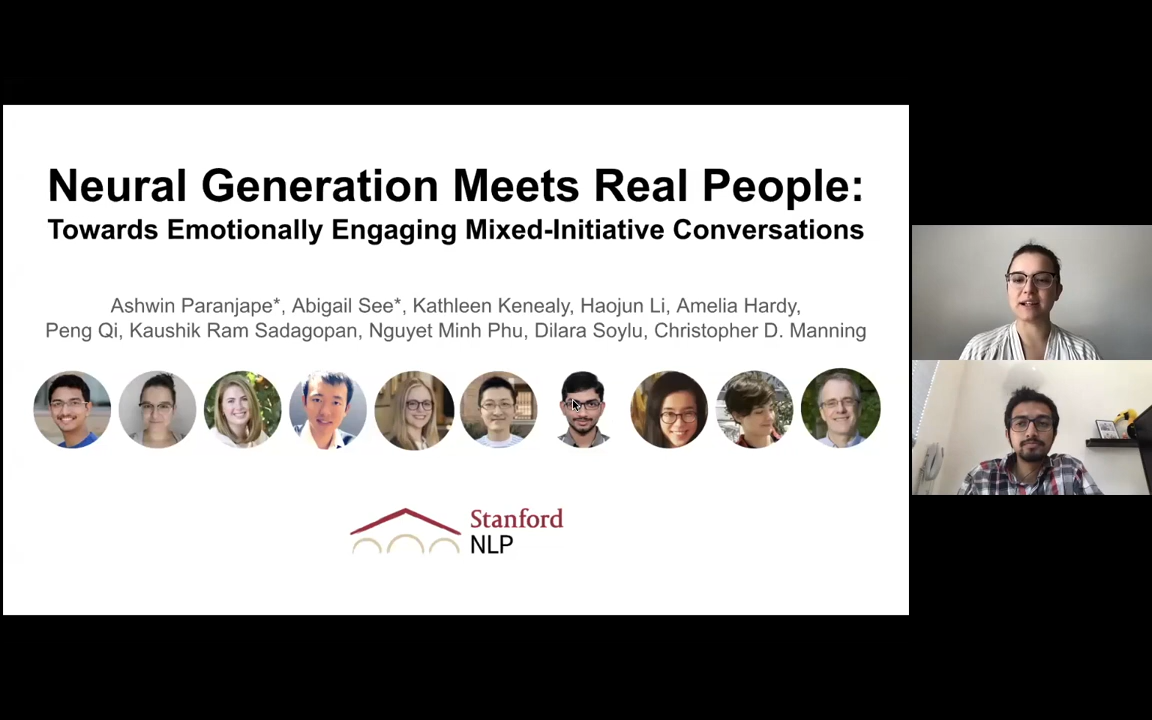 Neural Generation Meets Real People:
Towards Emotionally Engaging Mixed-Initiative Conversations
Ashwin Paranjape*, Abigail See*, Kathleen Kenealy, Haojun Li, Amelia Hardy,
Peng Qi, Kaushik Ram Sadagopan, Nguyet Minh Phu, Dilara Soylu, Christopher D. Manning
Stanford
NLP